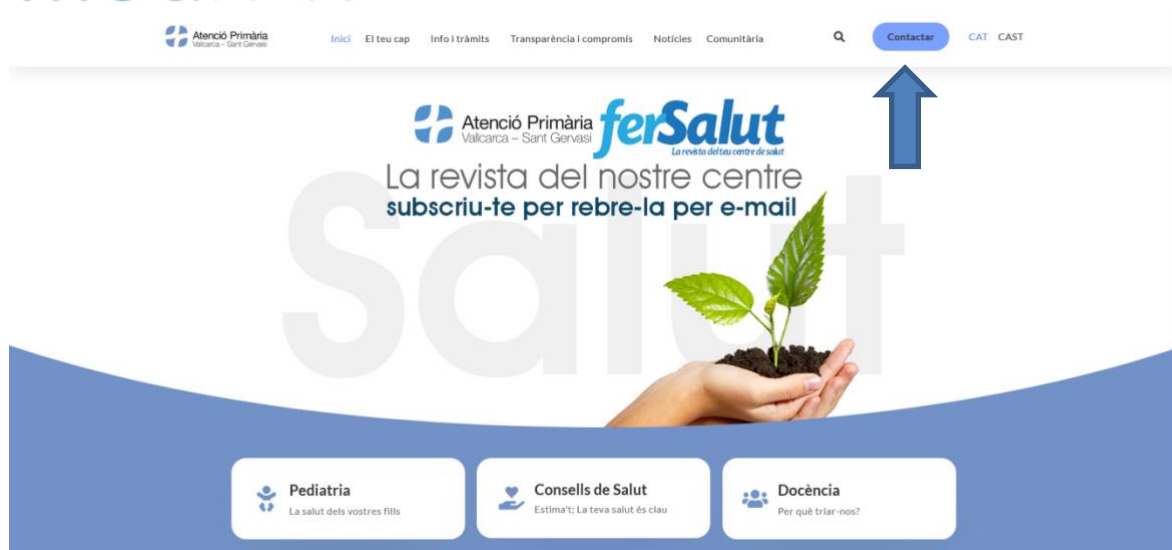 Atenció Primària
Valcarca – Sant Gervasi
Inici El teu cap Info i tràmits Transparència i compromís Notícies Comunitària
Contactar
CAT CAST
Atenció Primària
Vallcarca – Sant Gervasi
ferSalut
La revista del teu centre de salut
La revista del nostre centre
subscriu-te per rebre-la per e-mail
Salut
Pediatria
La salut dels vostres fills
Consells de Salut
Estima't; La teva salut és clau
Docència
Per què triar-nos?